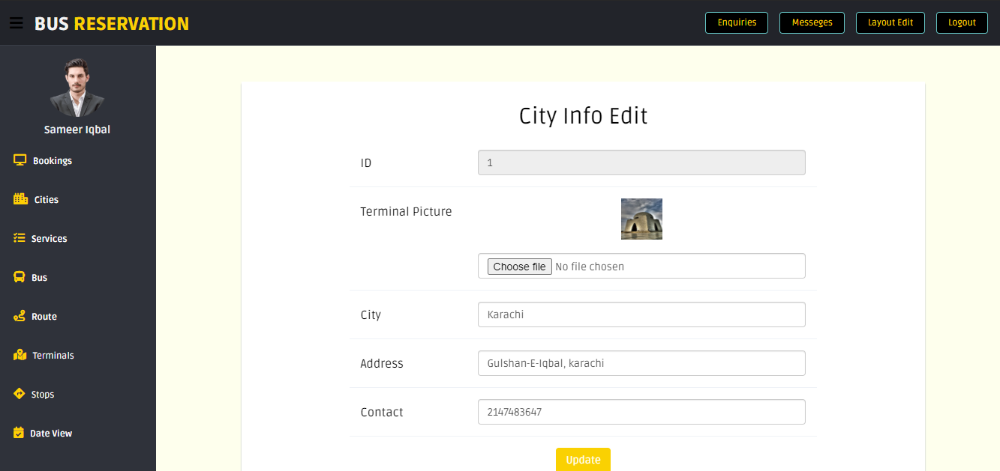 BUS RESERVATION
Enquiries
Messeges
Layout Edit
Logout
Sameer Iqbal
Bookings
Cities
Services
Bus
Route
Terminals
Stops
Date View
City Info Edit
ID
1
Terminal Picture
Choose file No file chosen
City
Karachi
Address
Gulshan-E-Iqbal, karachi
Contact
2147483647
Update